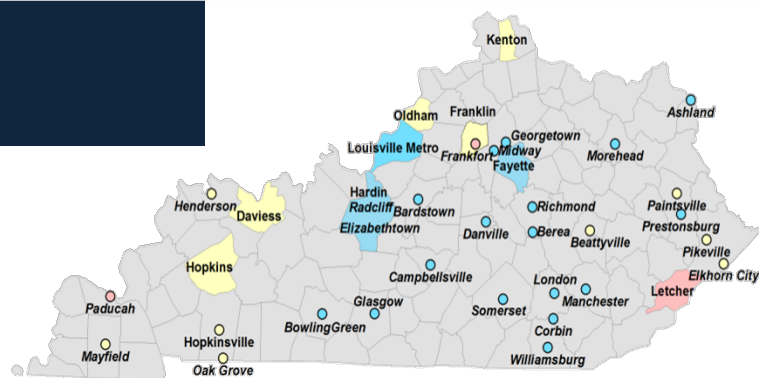 Kenton
Ashland
Oldham
Franklin
Georgetown
Louisville Metro
Frankfort
Midway
Morehead
Fayette
Hardin
Henderson
Radcliff
Bardstown
Richmond
Paintsville
Daviess
Elizabethtown
Danville
Berea
Prestonsburg
Beattyville
Pikeville
Hopkins
Campbellsville
Elkhorn City
London
Letcher
Paducah
Glasgow
Somerset
Manchester
BowlingGreen
Corbin
Hopkinsville
Mayfield
Williamsburg
Oak Grove